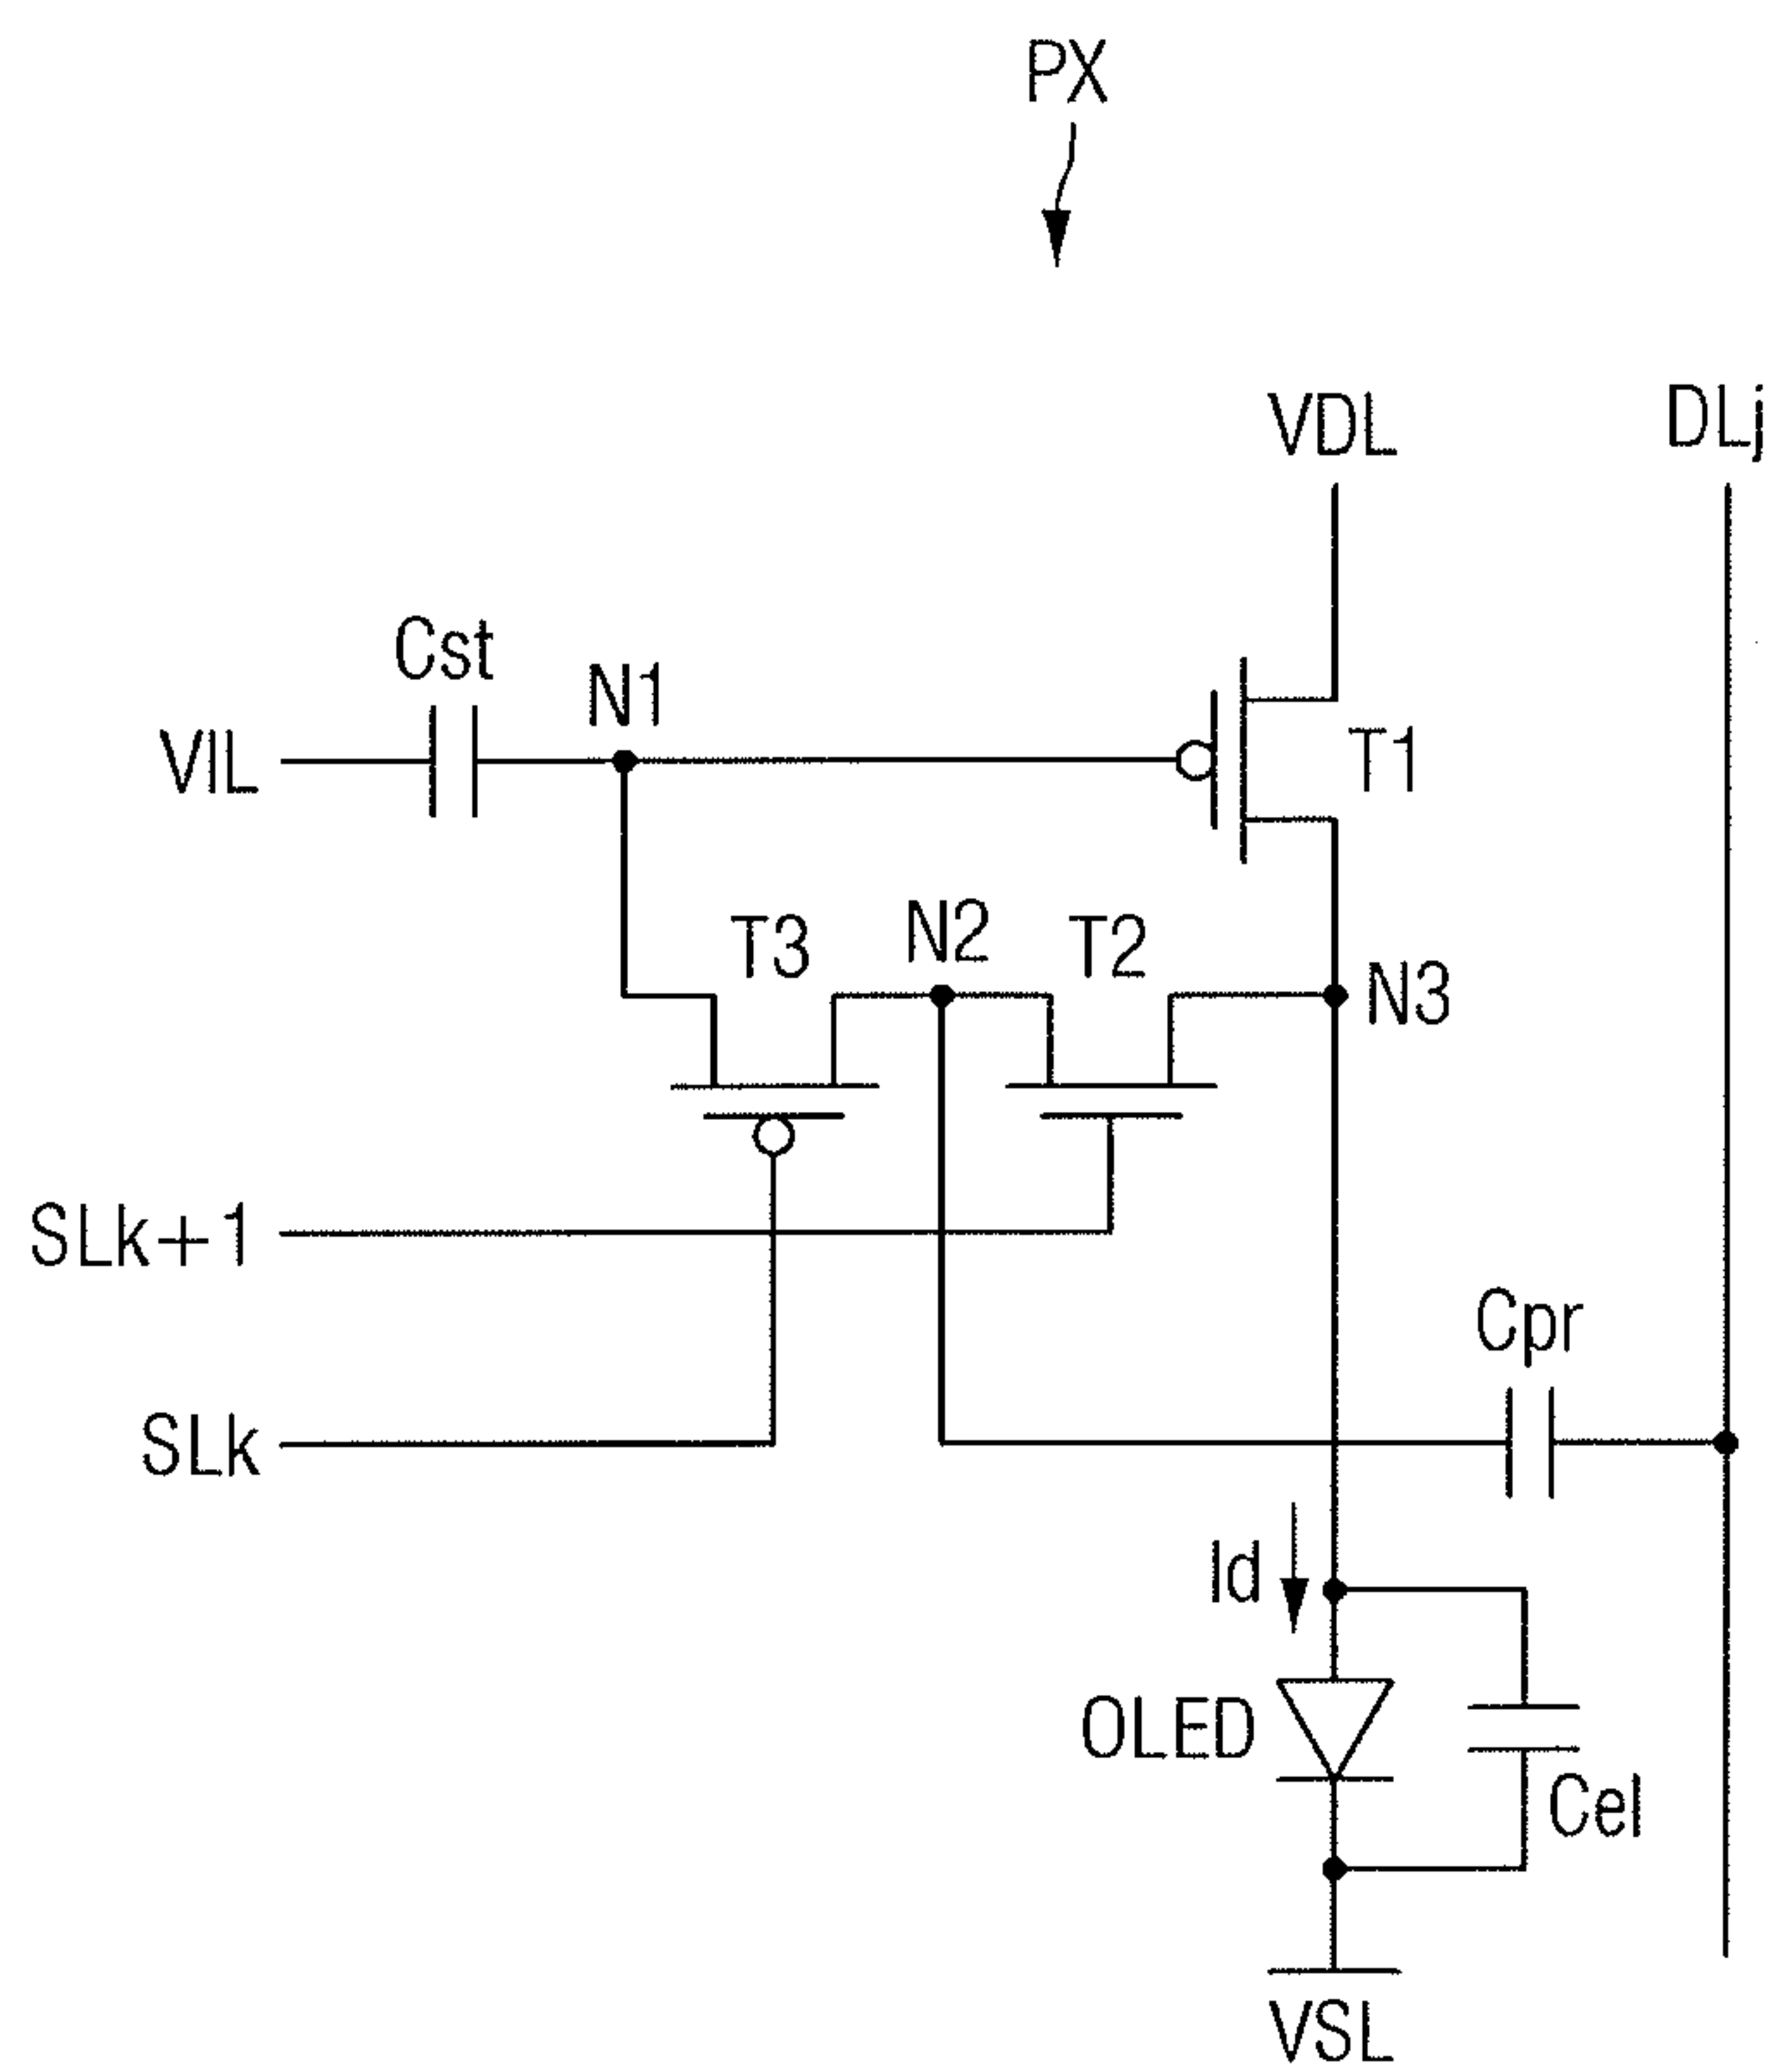 PX
VDL
DLj
Cst
N1
VIL
T1
T3
N2
T2
N3
SLk+1
Cpr
SLk
Id
OLED
Cel
VSL